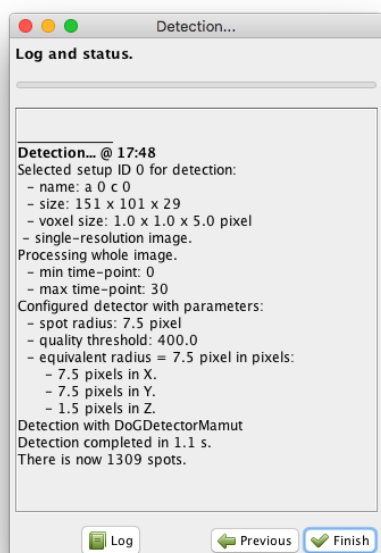 Detection...
Log and status.
Detection... @ 17:48
Selected setup ID 0 for detection:
– name: a 0 c 0
– size: 151 x 101 x 29
– voxel size: 1.0 x 1.0 x 5.0 pixel
– single-resolution image.
Processing whole image.
– min time-point: 0
– max time-point: 30
Configured detector with parameters:
– spot radius: 7.5 pixel
– quality threshold: 400.0
– equivalent radius = 7.5 pixel in pixels:
– 7.5 pixels in X.
– 7.5 pixels in Y.
– 1.5 pixels in Z.
Detection with DoGDetectorMamut
Detection completed in 1.1 s.
There is now 1309 spots.
Log Previous Finish